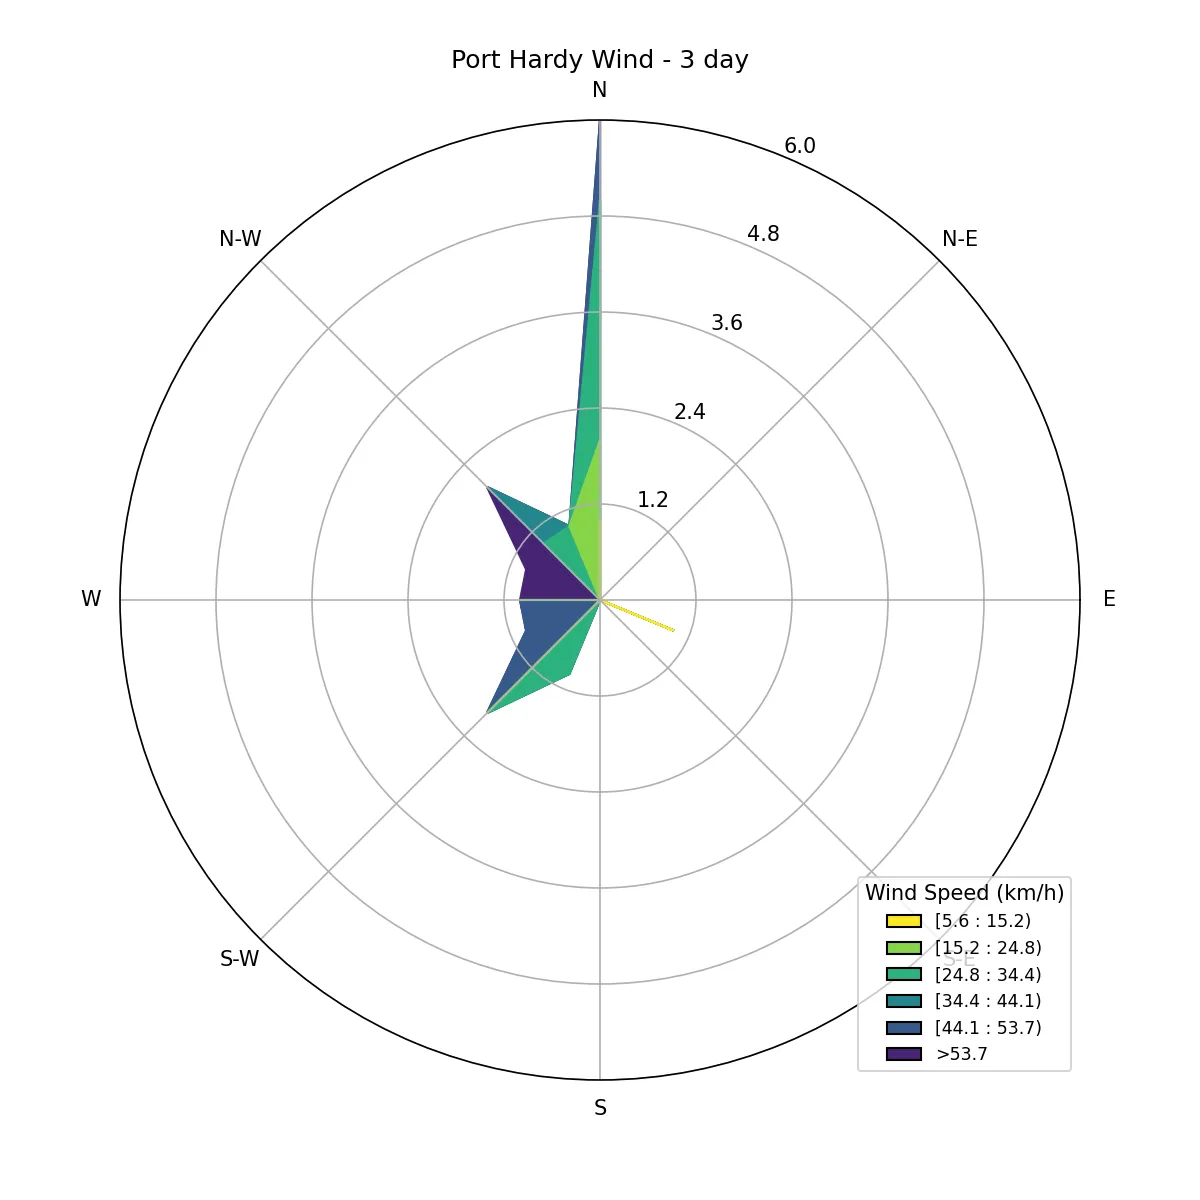 Port Hardy Wind - 3 day
N
6.0
N-W
N-E
4.8
3.6
2.4
1.2
W
E
S-W
S-E
S
Wind Speed (km/h)
[5.6 : 15.2)
[15.2 : 24.8)
[24.8 : 34.4)
[34.4 : 44.1)
[44.1 : 53.7)
>53.7